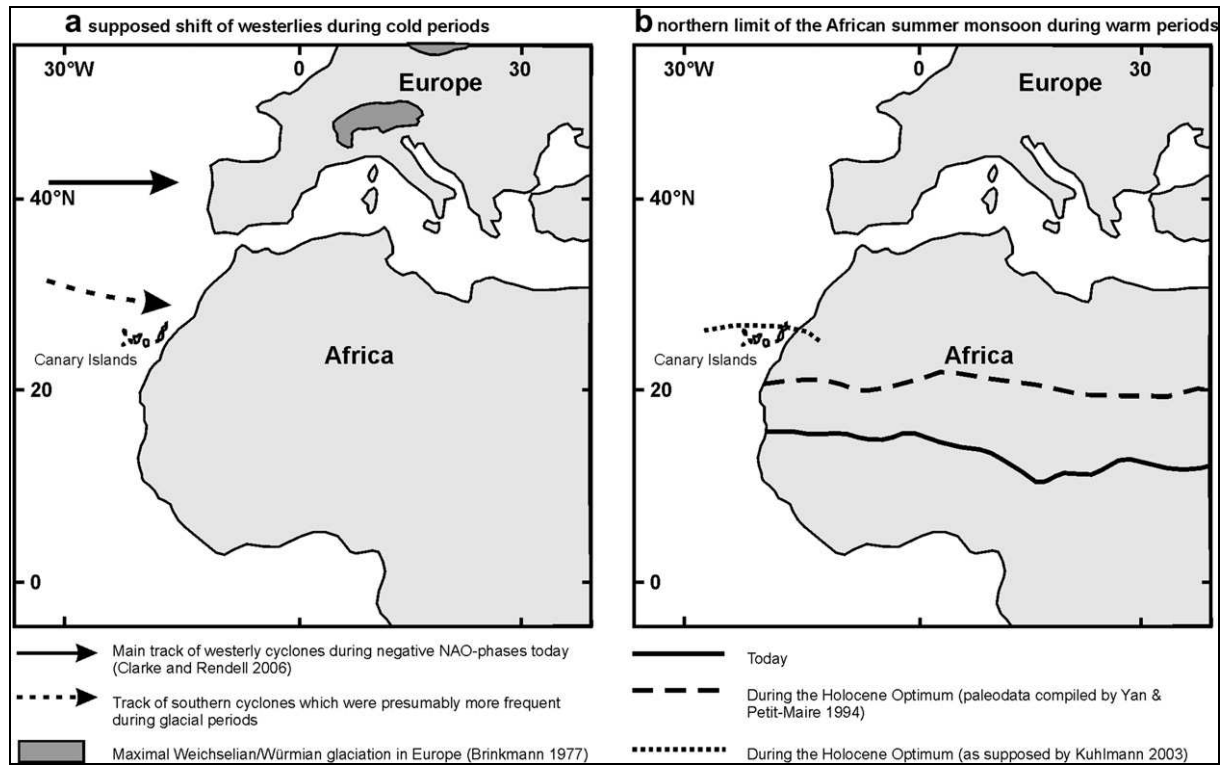 a supposed shift of westerlies during cold periods
30°W 0 30
Europe
40°N
Canary Islands
Africa
20
0
Main track of westerly cyclones during negative NAO-phases today
(Clarke and Rendell 2006)
Track of southern cyclones which were presumably more frequent
during glacial periods
Maximal Weichselian/Würmian glaciation in Europe (Brinkmann 1977)
b northern limit of the African summer monsoon during warm periods
30°W 0 30
Europe
40°N
Canary Islands
Africa
20
0
Today
During the Holocene Optimum (paleodata compiled by Yan &
Petit-Maire 1994)
During the Holocene Optimum (as supposed by Kuhlmann 2003)